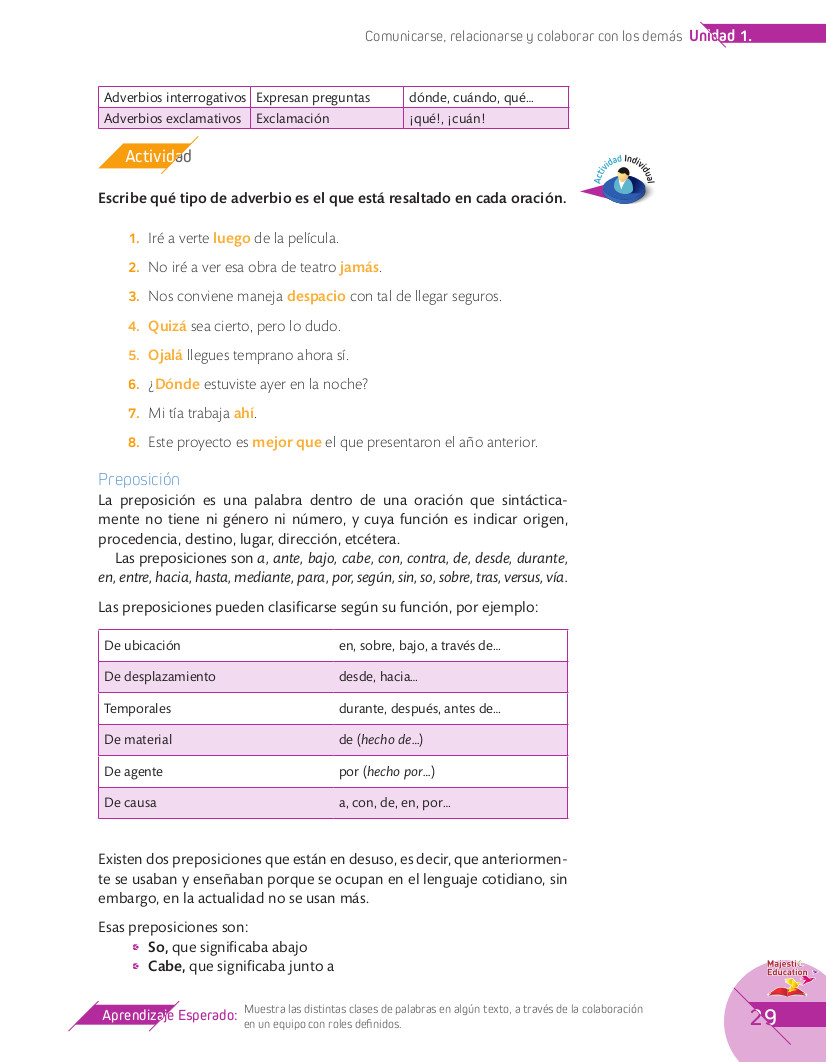 Comunicarse, relacionarse y colaborar con los demás Unidad 1.
Adverbios interrogativos Expresan preguntas dónde, cuándo, qué...
Adverbios exclamativos Exclamación ¡qué!, ¡cuán!
Actividad
Actividad Individual
Escribe qué tipo de adverbio es el que está resaltado en cada oración.
1. Iré a verte luego de la película.
2. No iré a ver esa obra de teatro jamás.
3. Nos conviene maneja despacio con tal de llegar seguros.
4. Quizá sea cierto, pero lo dudo.
5. Ojalá llegues temprano ahora sí.
6. ¿Dónde estuviste ayer en la noche?
7. Mi tía trabaja ahí.
8. Este proyecto es mejor que el que presentaron el año anterior.
Preposición
La preposición es una palabra dentro de una oración que sintáctica-
mente no tiene ni género ni número, y cuya función es indicar origen,
procedencia, destino, lugar, dirección, etcétera.
Las preposiciones son a, ante, bajo, cabe, con, contra, de, desde, durante,
en, entre, hacia, hasta, mediante, para, por, según, sin, so, sobre, tras, versus, vía.
Las preposiciones pueden clasificarse según su función, por ejemplo:
De ubicación en, sobre, bajo, a través de...
De desplazamiento desde, hacia...
Temporales durante, después, antes de...
De material de (hecho de...)
De agente por (hecho por...)
De causa a, con, de, en, por...
Existen dos preposiciones que están en desuso, es decir, que anteriormen-
te se usaban y enseñaban porque se ocupan en el lenguaje cotidiano, sin
embargo, en la actualidad no se usan más.
Esas preposiciones son:
So, que significaba abajo
Cabe, que significaba junto a
Majestic
Education
Aprendizaje Esperado: Muestra las distintas clases de palabras en algún texto, a través de la colaboración
en un equipo con roles definidos.
29